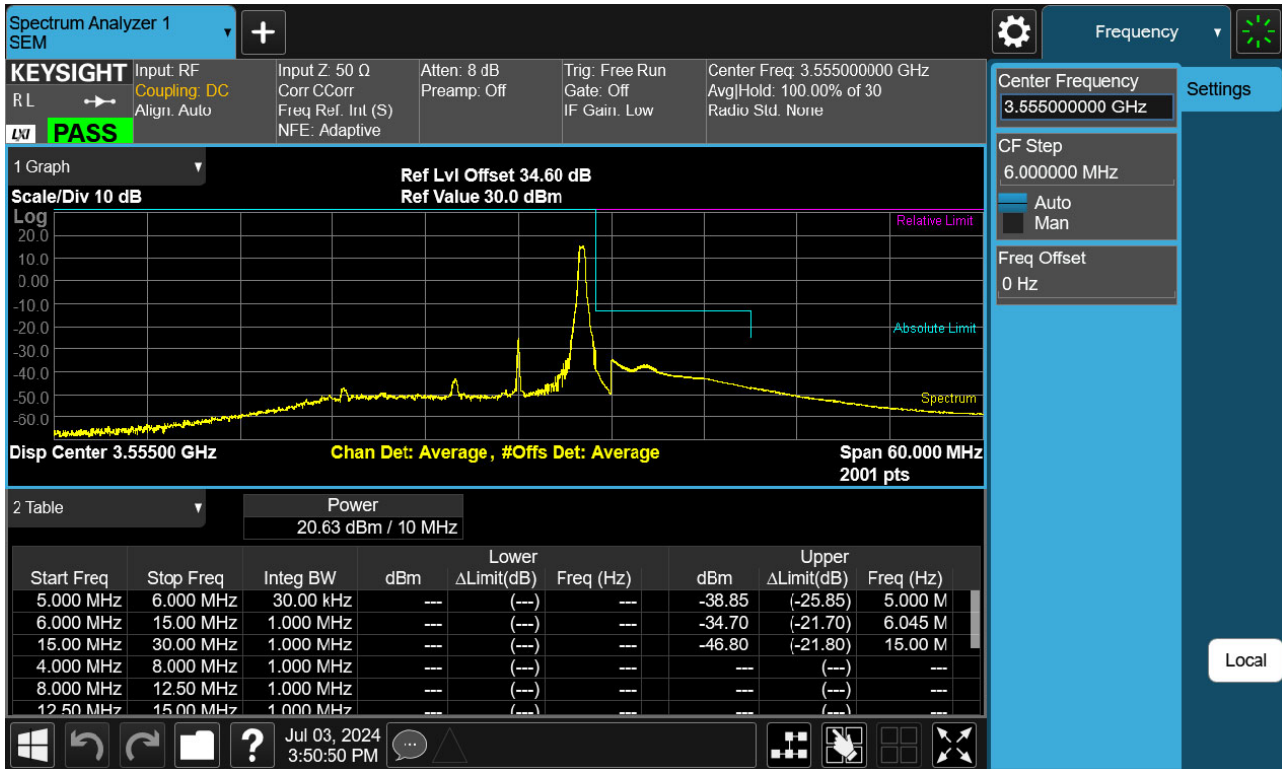 Spectrum Analyzer 1
SEM
+
Frequency
KEYSIGHT
R L
LXI
PASS
Input: RF
Coupling: DC
Align: Auto
Input Z: 50 Ω
Corr CCorr
Freq Ref: Int (S)
NFE: Adaptive
Atten: 8 dB
Preamp: Off
Trig: Free Run
Gate: Off
IF Gain: Low
Center Freq: 3.555000000 GHz
Avg|Hold: 100.00% of 30
Radio Std: None
Center Frequency
3.555000000 GHz
Settings
CF Step
6.000000 MHz
Auto
Man
Freq Offset
0 Hz
1 Graph
Scale/Div 10 dB
Ref Lvl Offset 34.60 dB
Ref Value 30.0 dBm
Log
20.0
10.0
0.00
-10.0
-20.0
-30.0
-40.0
-50.0
-60.0
Relative Limit
Absolute Limit
Spectrum
Disp Center 3.55500 GHz
Chan Det: Average, #Offs Det: Average
Span 60.000 MHz
2001 pts
2 Table
Power
20.63 dBm / 10 MHz
Lower Upper
Start Freq Stop Freq Integ BW dBm ΔLimit(dB) Freq (Hz) dBm ΔLimit(dB) Freq (Hz)
5.000 MHz 6.000 MHz 30.00 kHz --- (---) --- -38.85 (-25.85) 5.000 M
6.000 MHz 15.00 MHz 1.000 MHz --- (---) --- -34.70 (-21.70) 6.045 M
15.00 MHz 30.00 MHz 1.000 MHz --- (---) --- -46.80 (-21.80) 15.00 M
4.000 MHz 8.000 MHz 1.000 MHz --- (---) --- --- (---) ---
8.000 MHz 12.50 MHz 1.000 MHz --- (---) --- --- (---) ---
12.50 MHz 15.00 MHz 1.000 MHz --- (---) --- --- (---) ---
Local
?
Jul 03, 2024
3:50:50 PM